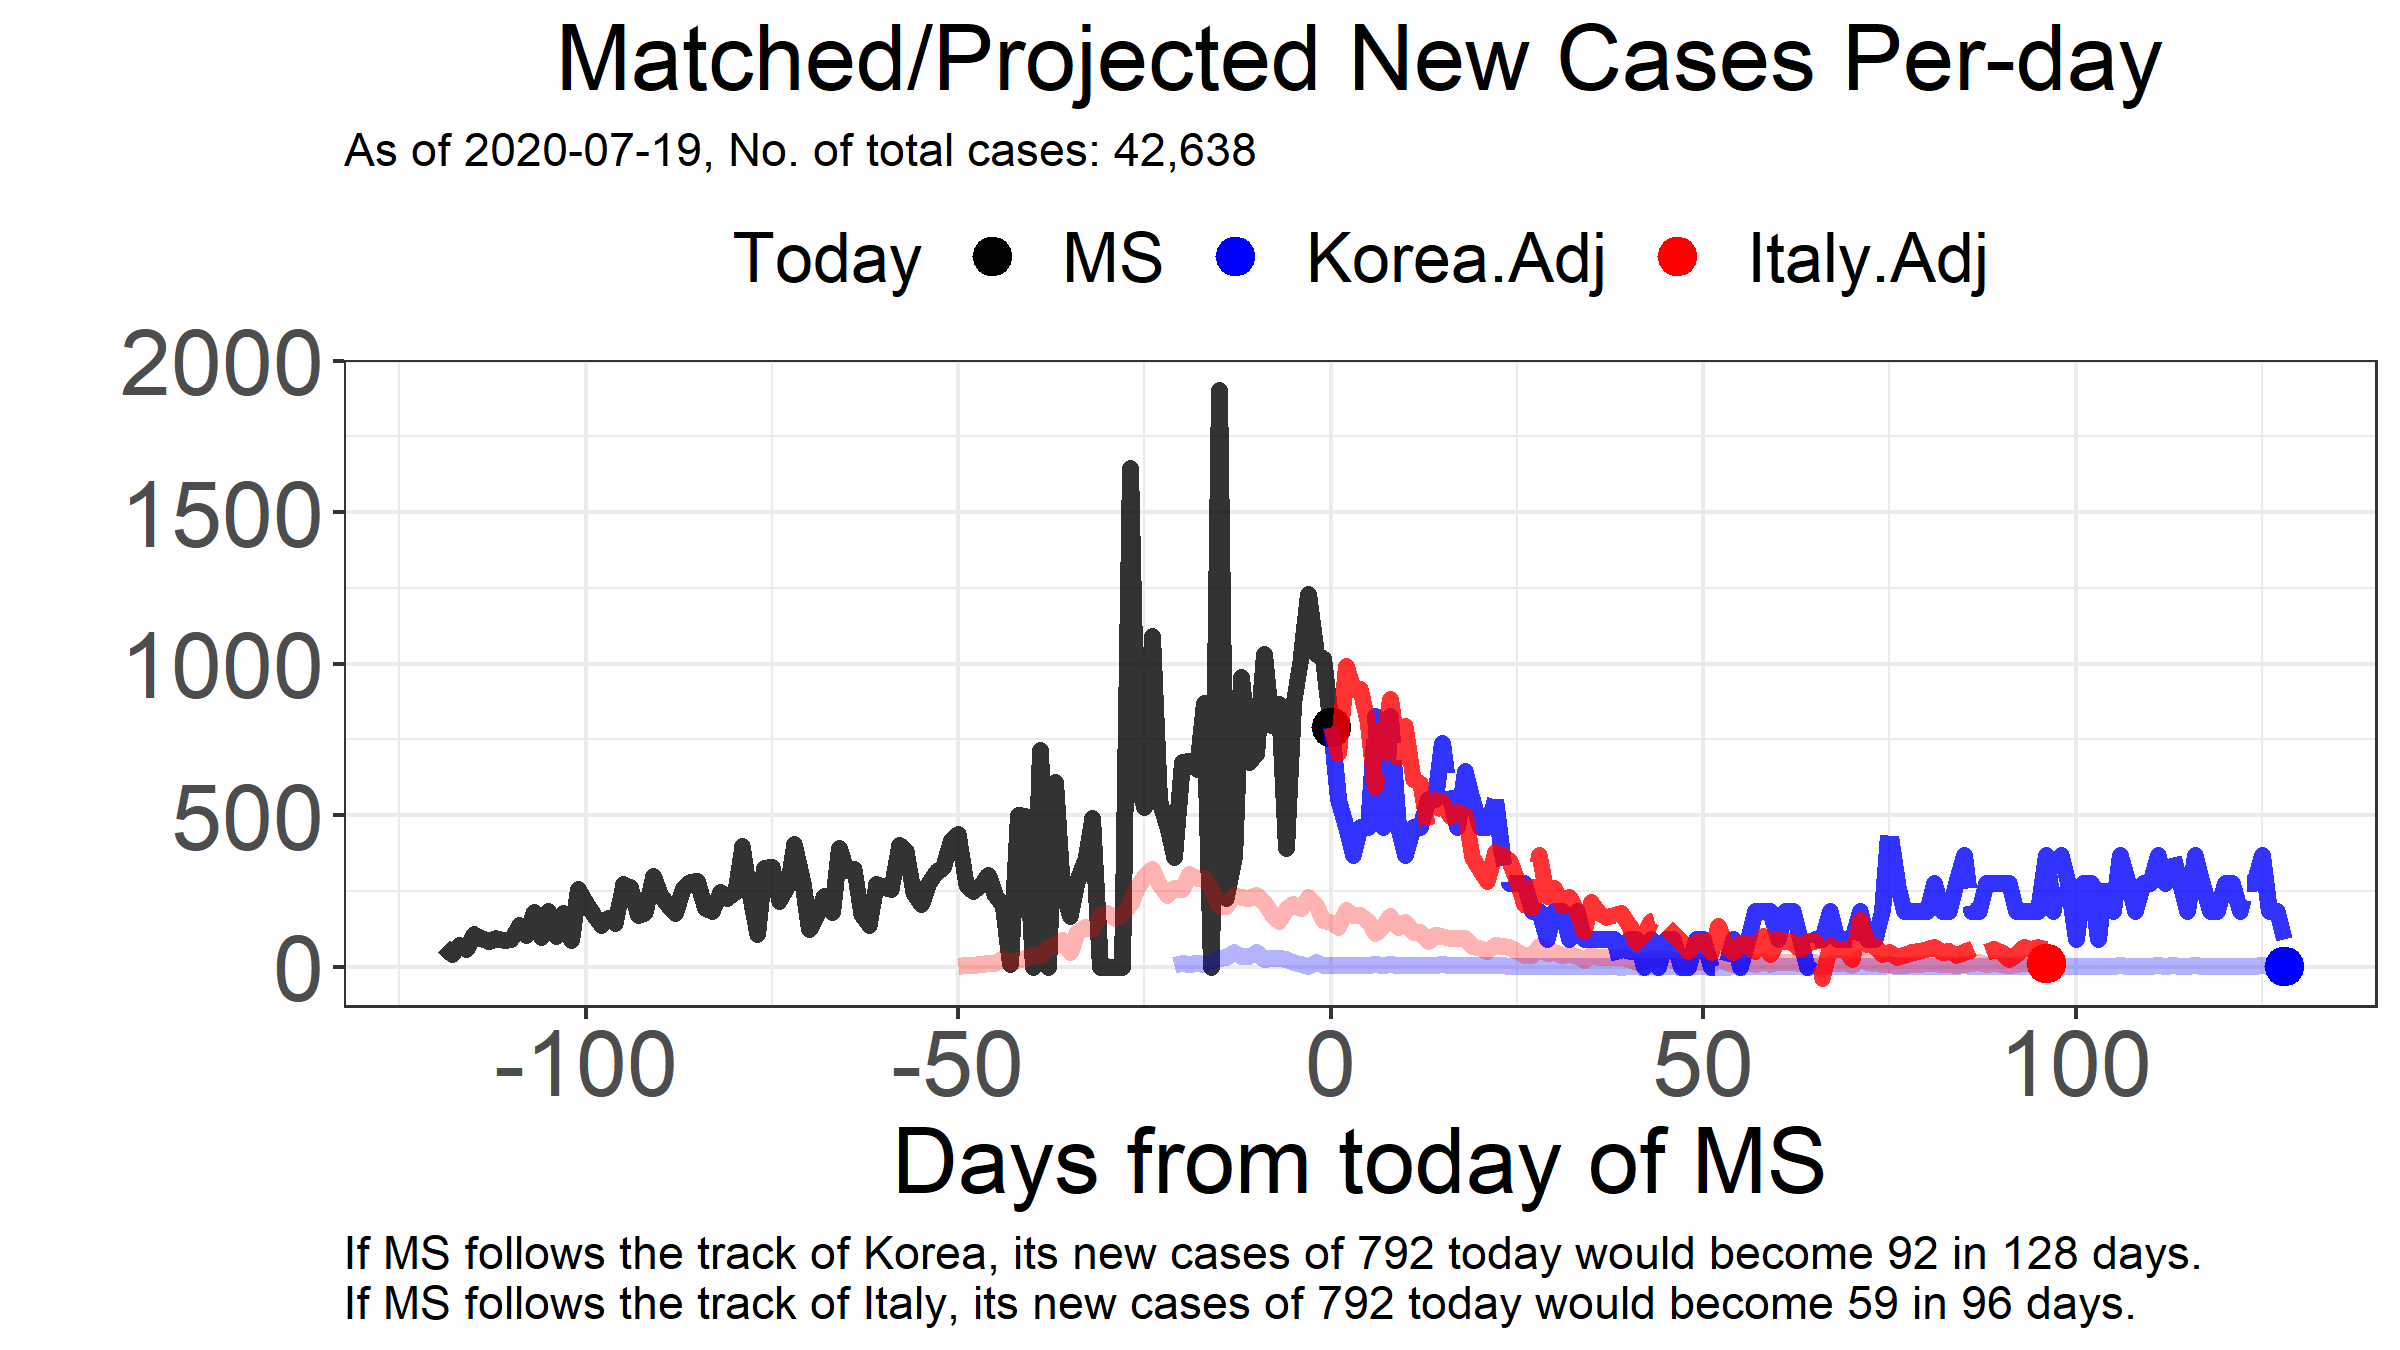 Matched/Projected New Cases Per-day
As of 2020-07-19, No. of total cases: 42,638
Today MS Korea.Adj Italy.Adj
2000
1500
1000
500
0
-100 -50 0 50 100
Days from today of MS
If MS follows the track of Korea, its new cases of 792 today would become 92 in 128 days.
If MS follows the track of Italy, its new cases of 792 today would become 59 in 96 days.